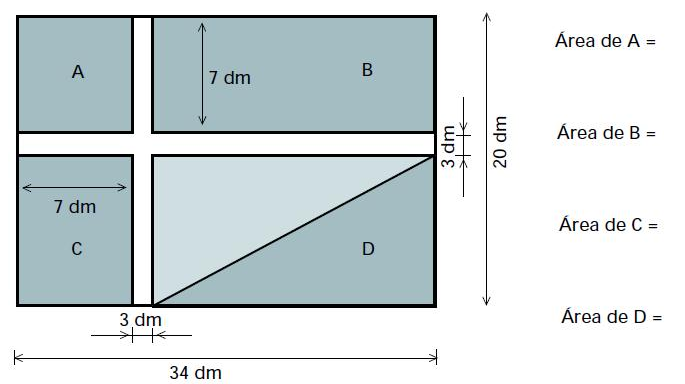 A
B
7 dm
Área de A =
Área de B =
3 dm
20 dm
7 dm
C
D
Área de C =
3 dm
Área de D =
34 dm